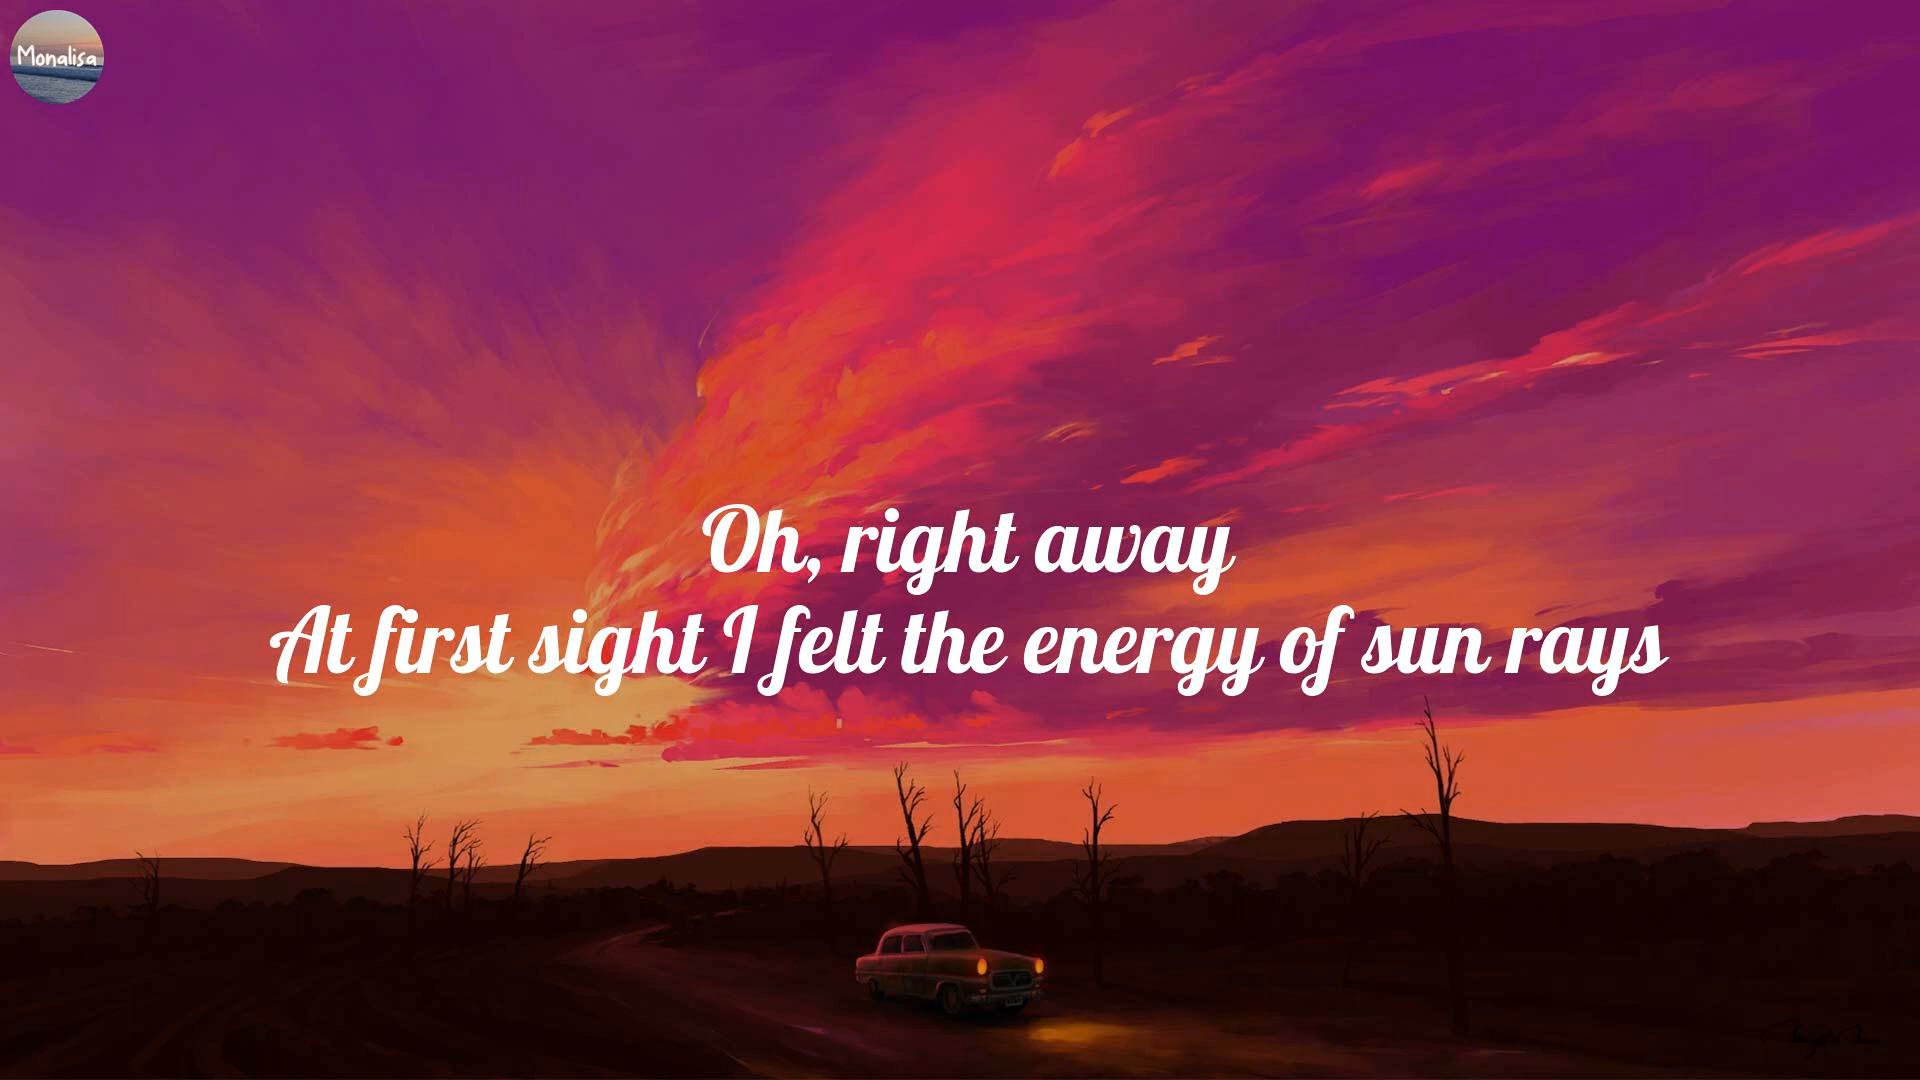 Monalisa
Oh, right away
At first sight I felt the energy of sun rays